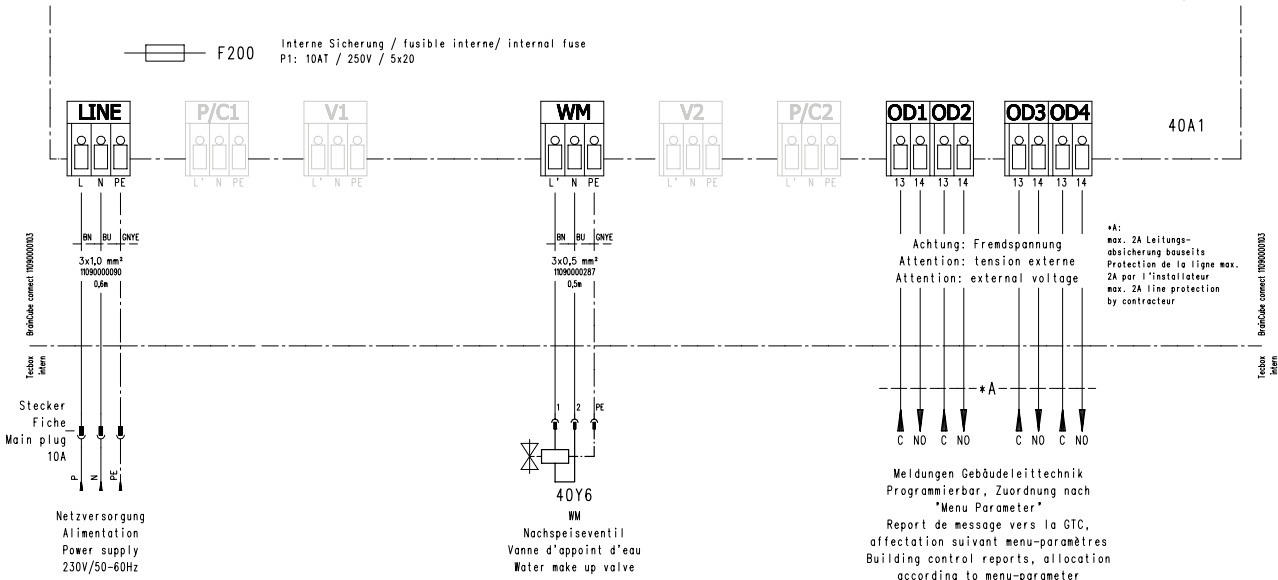 F200
Interne Sicherung / fusible interne/ internal fuse
P1: 10AT / 250V / 5x20
LINE
P/C1
V1
WM
V2
P/C2
OD1 OD2
OD3 OD4
40A1
L N PE
L' N PE
L' N PE
L' N PE
L' N PE
L' N PE
13 14 13 14
13 14 13 14
BN BU GNYE
3x1,0 mm²
11090000090
0,6m
BN BU GNYE
3x0,5 mm²
11090000287
0,5m
Achtung: Fremdspannung
Attention: tension externe
Attention: external voltage
*A:
max. 2A Leitungs-
absicherung bauseits
Protection de la ligne max.
2A par l'installateur
max. 2A line protection
by contracteur
BrainCube connect 11090000103
BrainCube connect 11090000103
Tecbox
intern
Tecbox
intern
Stecker
Fiche
Main plug
10A
P
N
PE
Netzversorgung
Alimentation
Power supply
230V/50-60Hz
1 2 PE
40Y6
WM
Nachspeiseventil
Vanne d'appoint d'eau
Water make up valve
*A
C NO C NO
C NO C NO
Meldungen Gebäudeleittechnik
Programmierbar, Zuordnung nach
"Menu Parameter"
Report de message vers la GTC,
affectation suivant menu-paramètres
Building control reports, allocation
according to menu-parameter